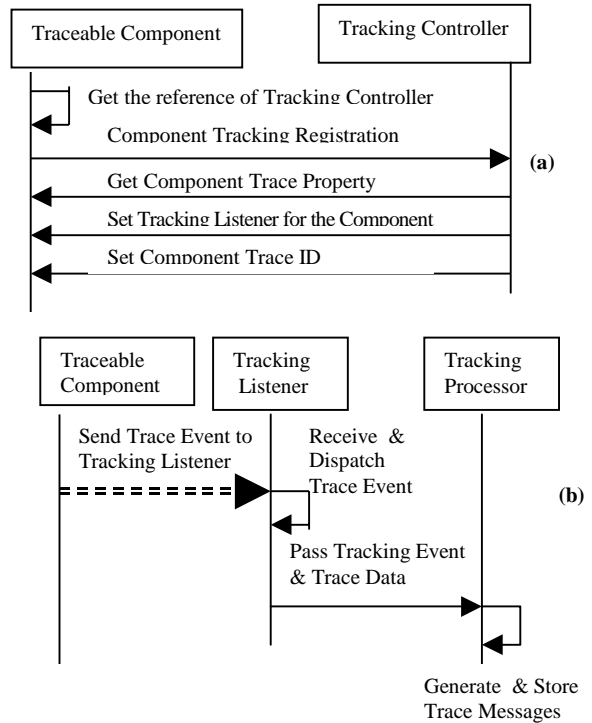 Traceable Component
Tracking Controller
Get the reference of Tracking Controller
Component Tracking Registration
(a)
Get Component Trace Property
Set Tracking Listener for the Component
Set Component Trace ID
Traceable
Component
Tracking
Listener
Tracking
Processor
Send Trace Event to
Tracking Listener
Receive &
Dispatch
Trace Event
(b)
Pass Tracking Event
& Trace Data
Generate & Store
Trace Messages